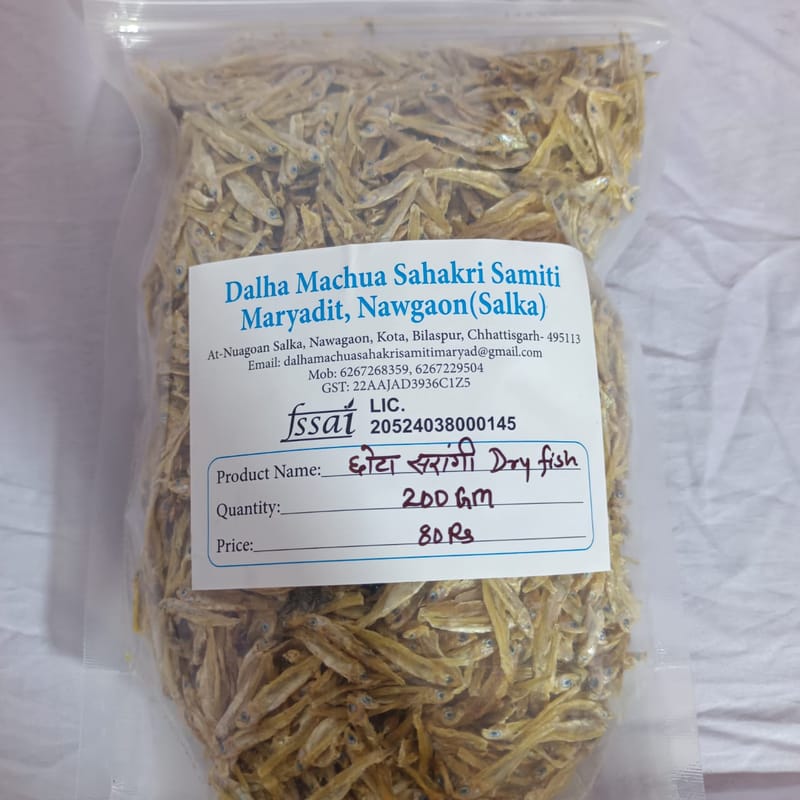 Dalha Machua Sahakri Samiti
Maryadit, Nawgaon(Salka)
At-Nuagoan Salka, Nawagaon, Kota, Bilaspur, Chhattisgarh- 495113
Email: dalhamachuasahakrisamitimaryad@gmail.com
Mob: 6267268359, 6267229504
GST: 22AAJAD3936C1Z5
fssai LIC.
20524038000145
Product Name: छोटा सरांगी Dry fish
Quantity: 200 Gm
Price: 80 Rs